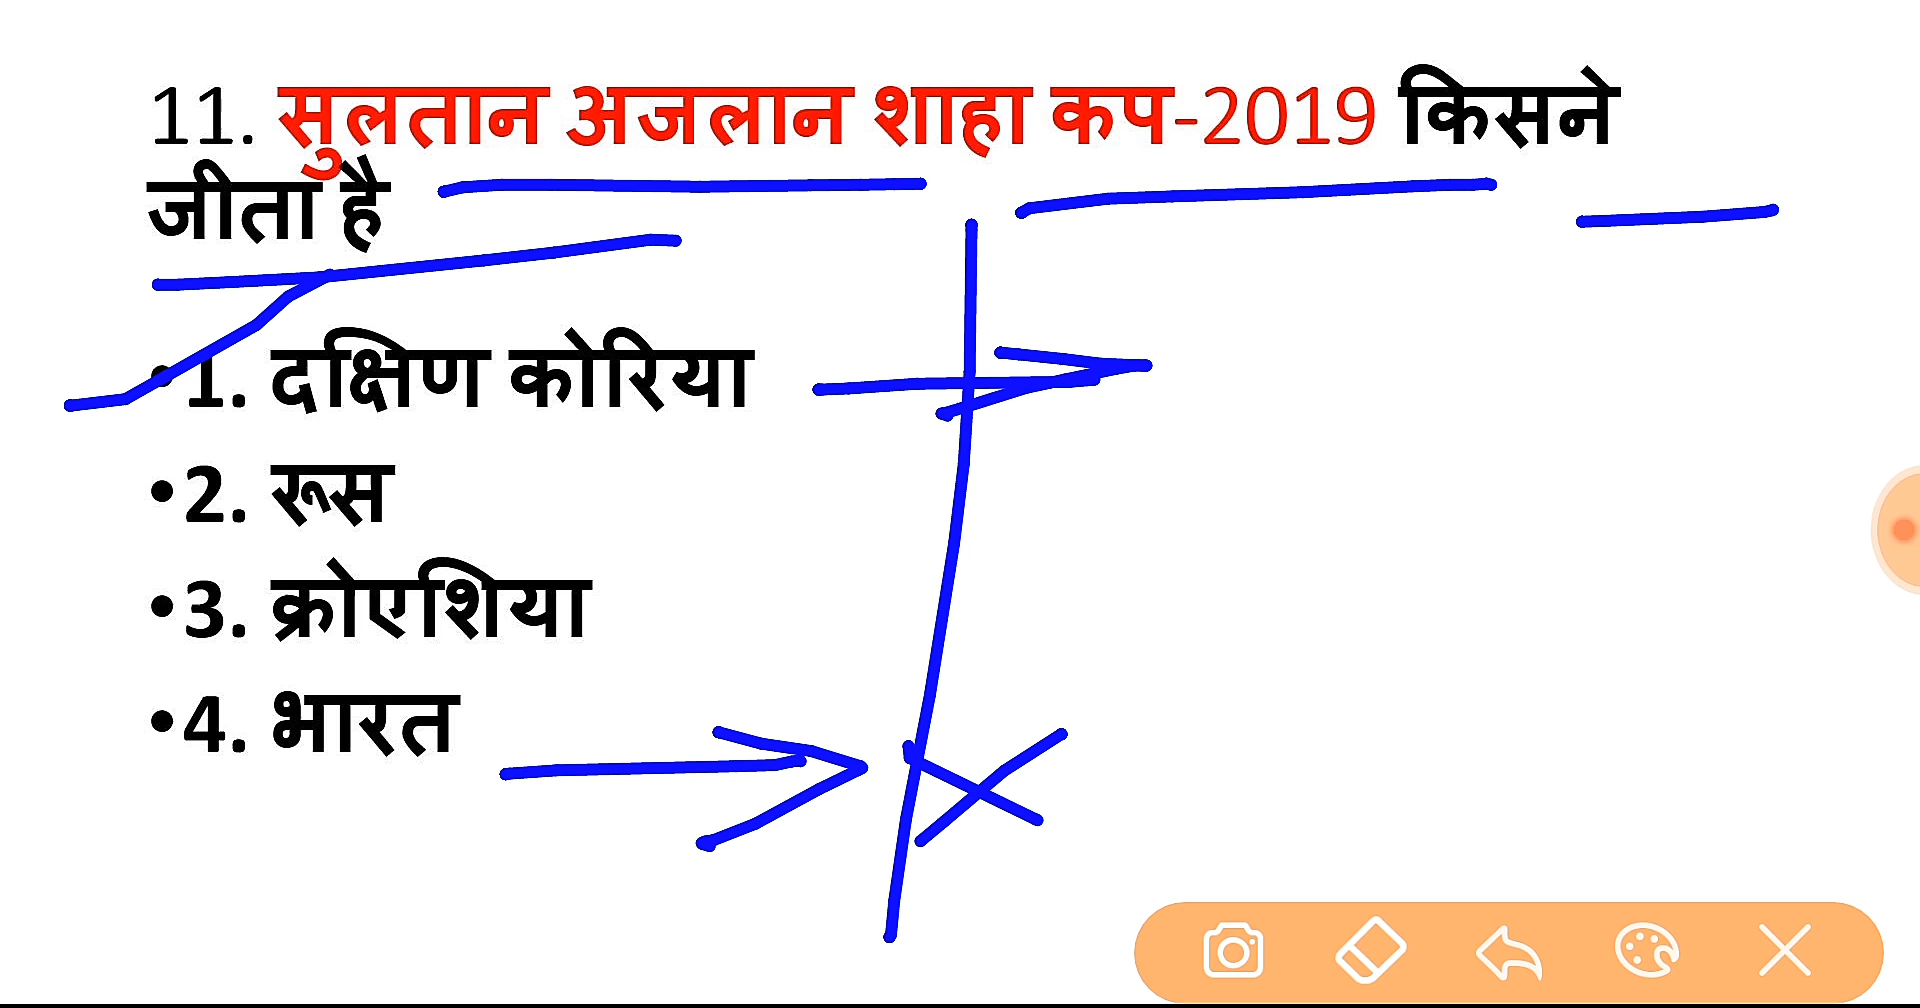 11. सुलतान अजलान शाहा कप-2019 किसने
जीता है
•1. दक्षिण कोरिया
•2. रूस
•3. क्रोएशिया
•4. भारत